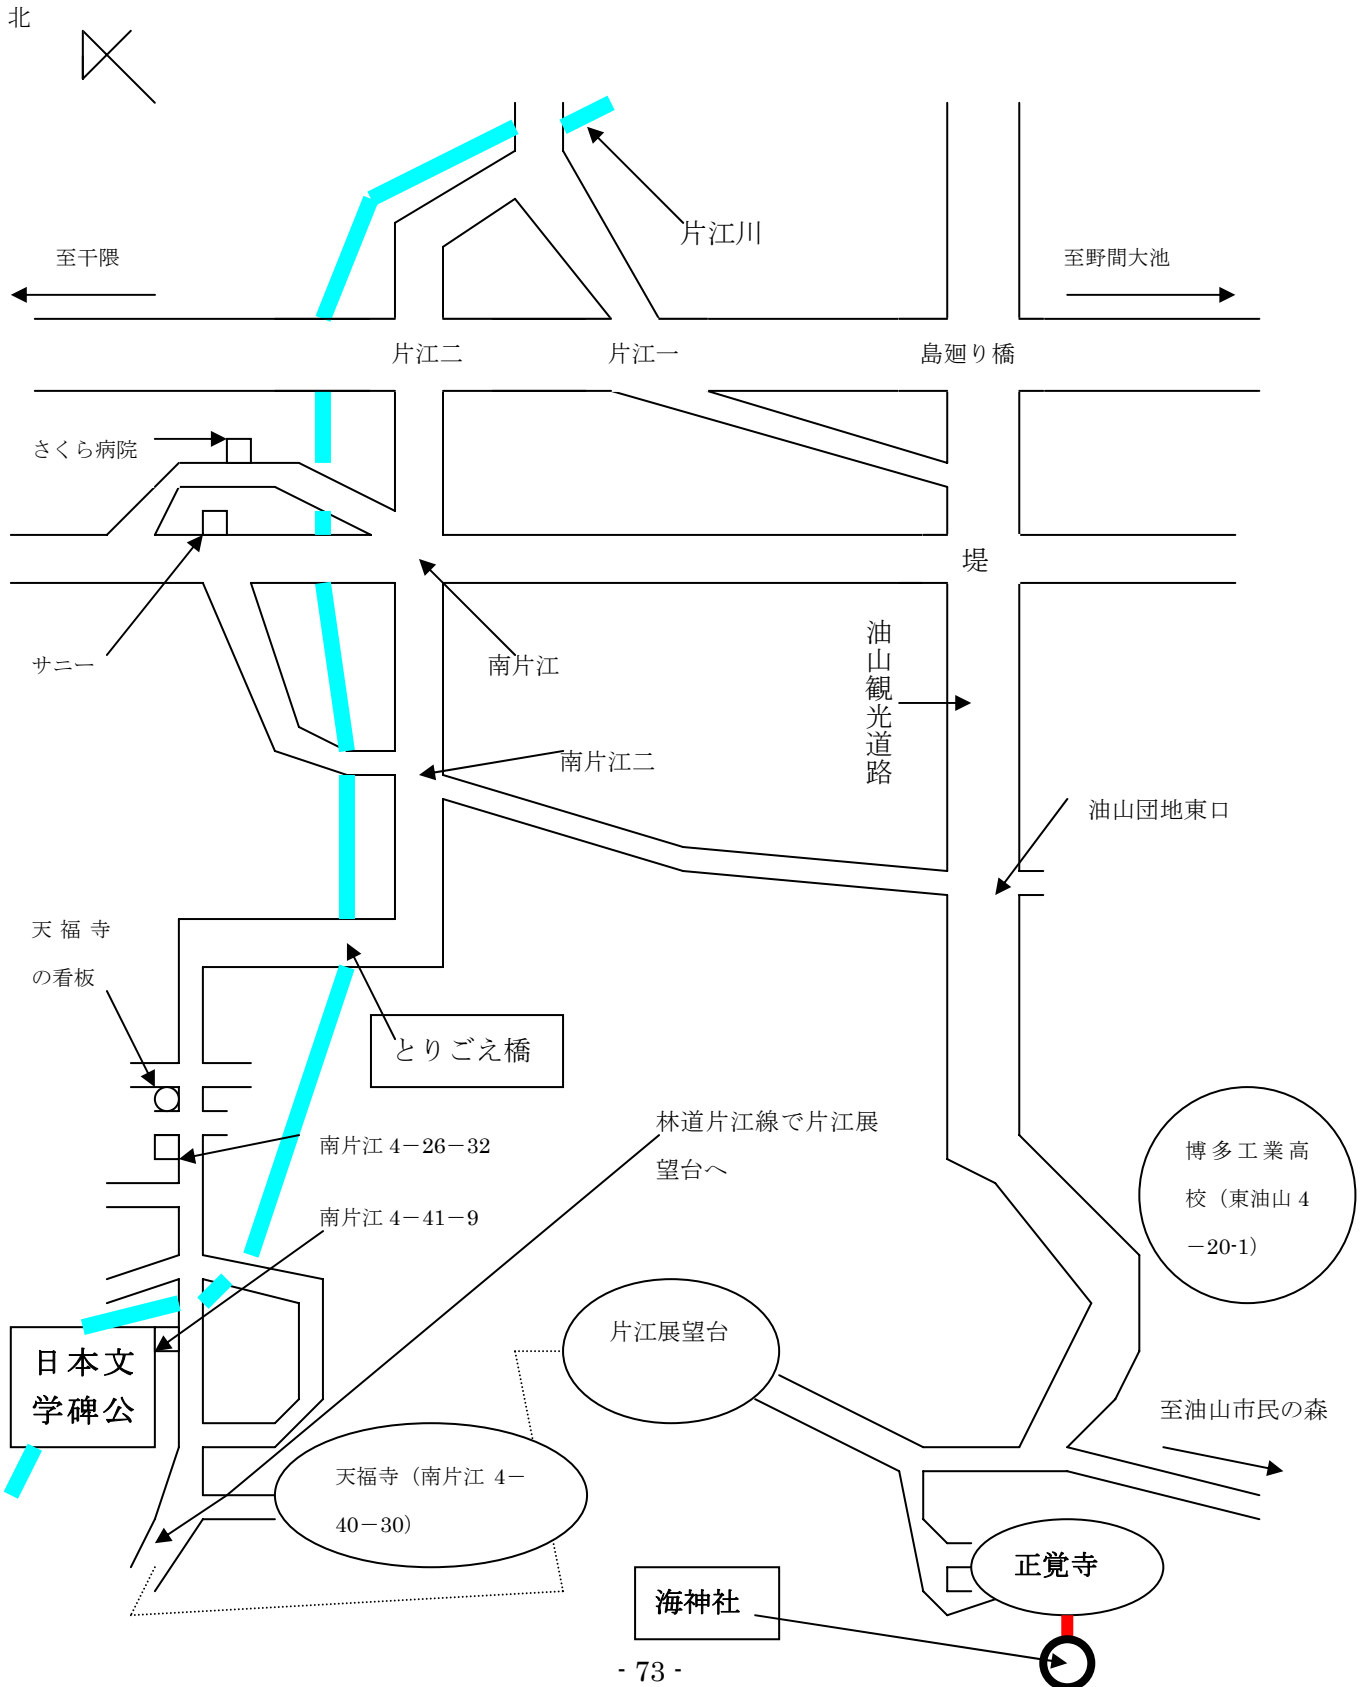 北
片江川
至干隈
至野間大池
片江二
片江一
島廻り橋
さくら病院
堤
サニー
南片江
油山観光道路
南片江二
油山団地東口
天福寺
の看板
とりごえ橋
林道片江線で片江展
望台へ
南片江 4−26−32
南片江 4−41−9
博多工業高
校（東油山 4
−20-1）
片江展望台
日本文
学碑公
至油山市民の森
天福寺（南片江 4−
40−30）
正覚寺
海神社
- 73 -